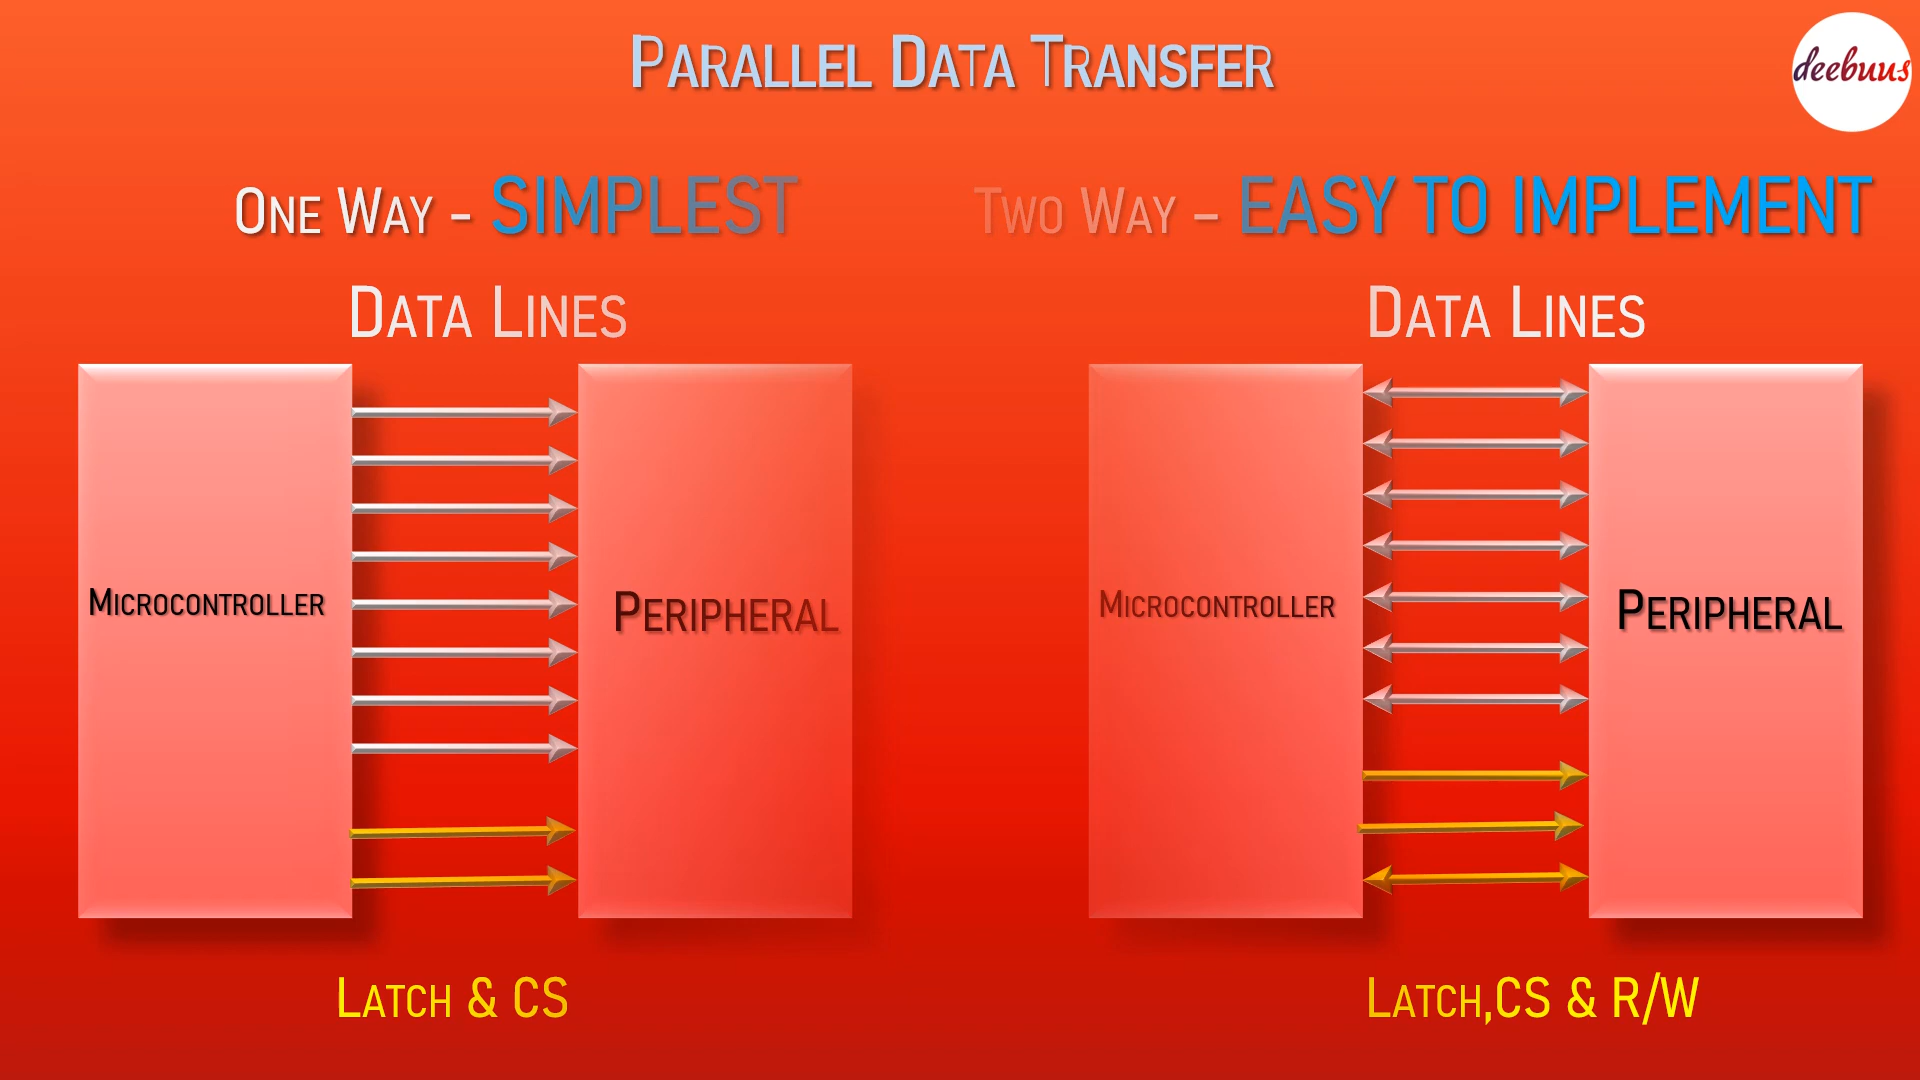 Parallel Data Transfer
deebuus
One Way - SIMPLEST
Two Way – EASY TO IMPLEMENT
Data Lines
Data Lines
Microcontroller
Peripheral
Microcontroller
Peripheral
Latch & CS
Latch,CS & R/W